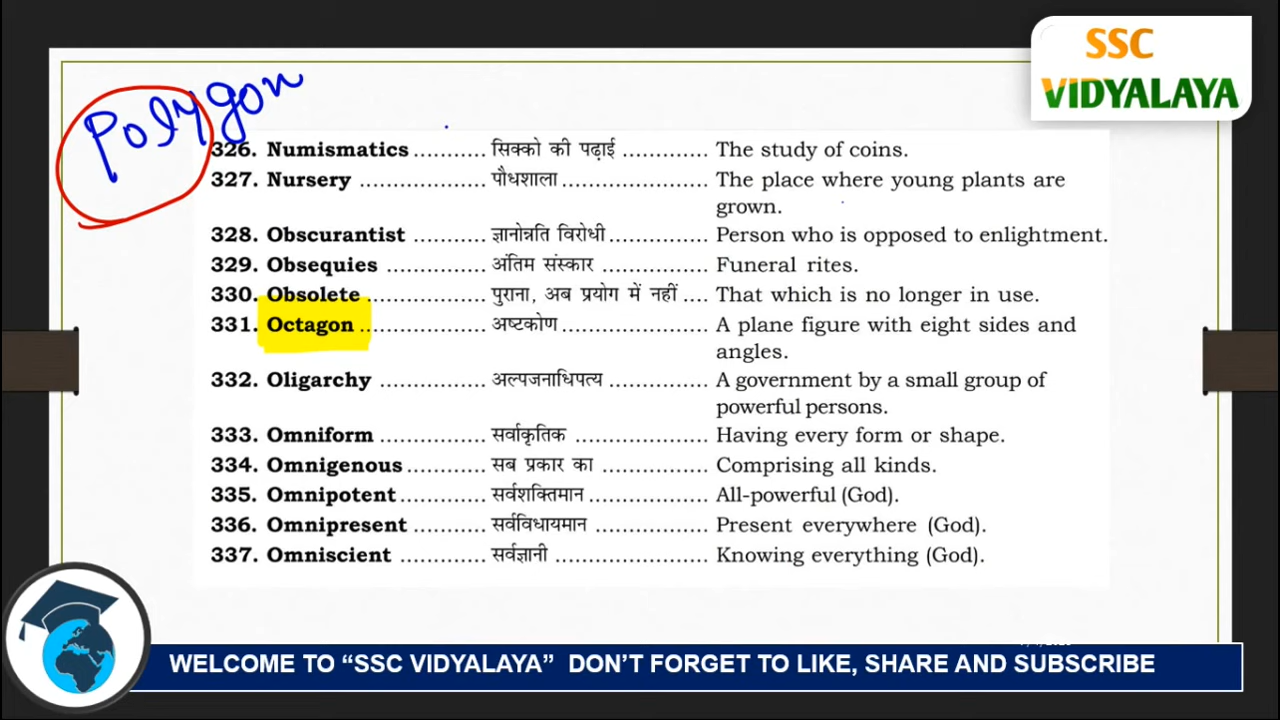 SSC
VIDYALAYA
Polygon
326. Numismatics ........... सिक्को की पढ़ाई ............. The study of coins.
327. Nursery .................... पौधशाला ...................... The place where young plants are
grown.
328. Obscurantist ........... ज्ञानोन्नति विरोधी............... Person who is opposed to enlightment.
329. Obsequies ............... अंतिम संस्कार ................ Funeral rites.
330. Obsolete .................. पुराना, अब प्रयोग में नहीं .... That which is no longer in use.
331. Octagon ................... अष्टकोण ...................... A plane figure with eight sides and
angles.
332. Oligarchy ................ अल्पजनाधिपत्य ............... A government by a small group of
powerful persons.
333. Omniform ................ सर्वाकृतिक .................... Having every form or shape.
334. Omnigenous ............ सब प्रकार का ................ Comprising all kinds.
335. Omnipotent ............. सर्वशक्तिमान .................. All-powerful (God).
336. Omnipresent ........... सर्वविधायमान ................. Present everywhere (God).
337. Omniscient ............. सर्वज्ञानी ....................... Knowing everything (God).
WELCOME TO “SSC VIDYALAYA” DON’T FORGET TO LIKE, SHARE AND SUBSCRIBE